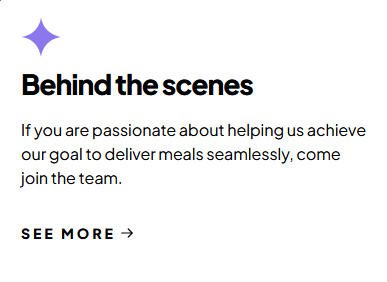 Behind the scenes
If you are passionate about helping us achieve
our goal to deliver meals seamlessly, come
join the team.
SEE MORE →